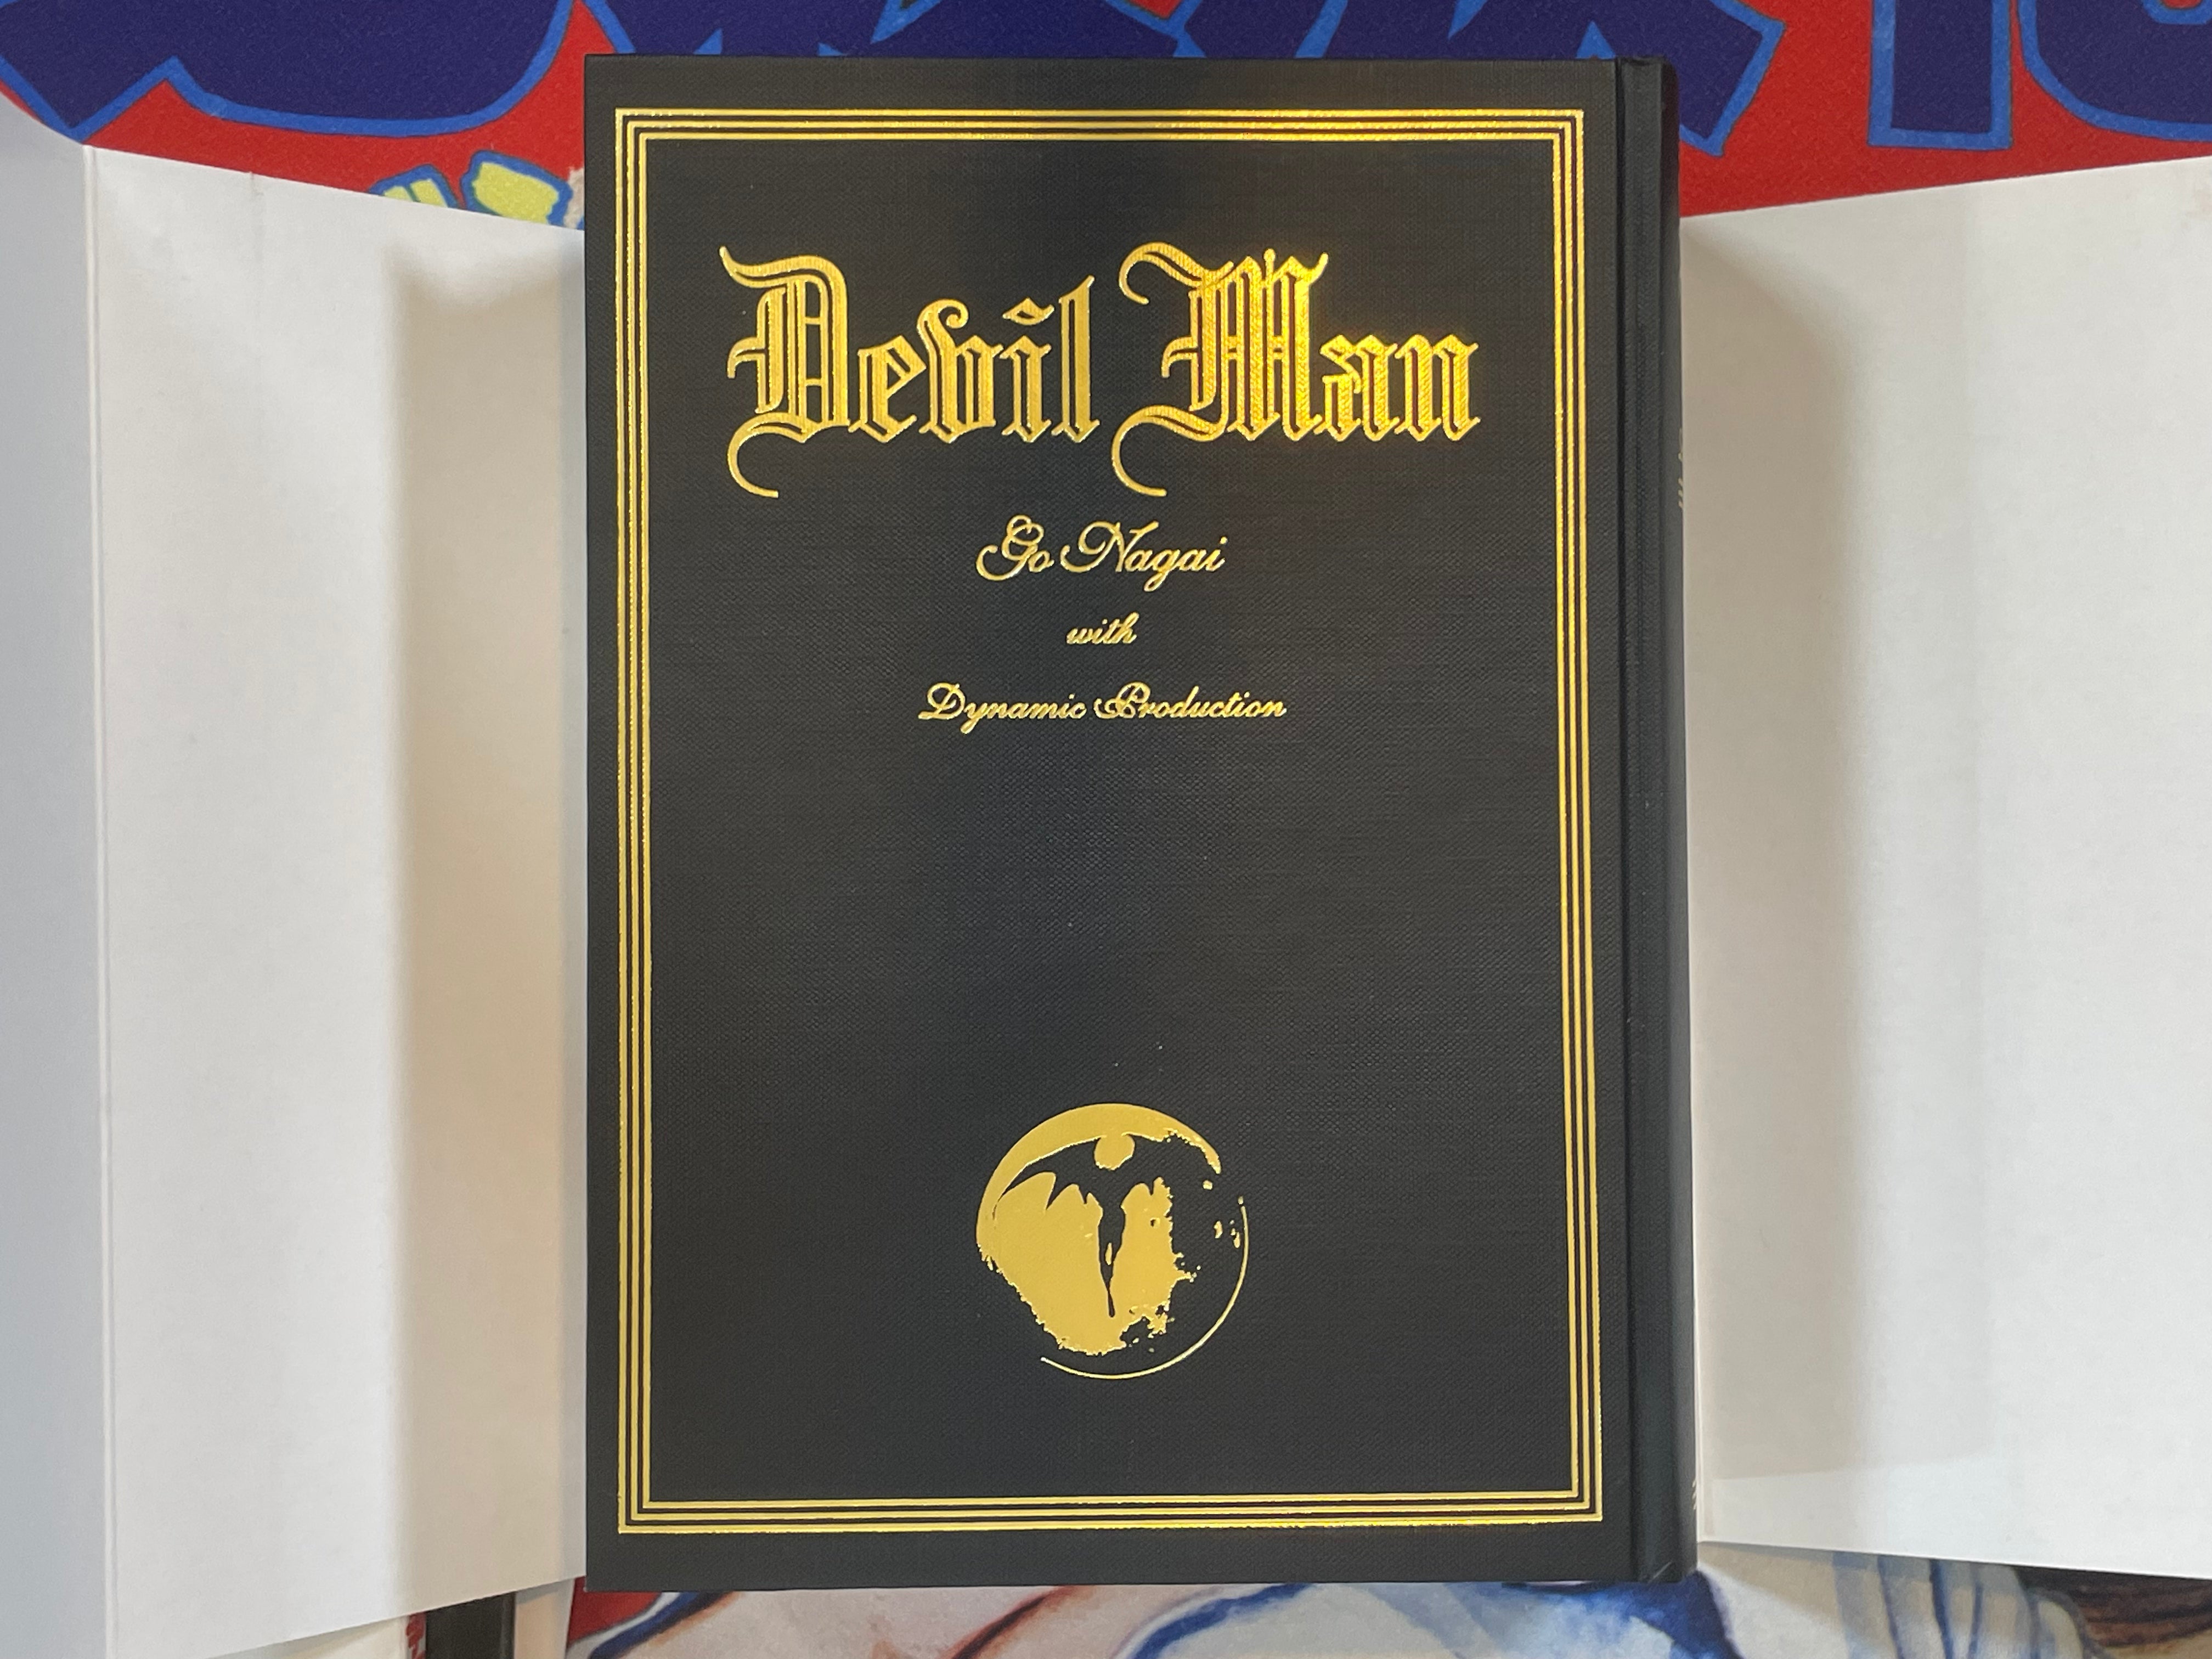 Devil Man
Go Nagai
with
Dynamic Production